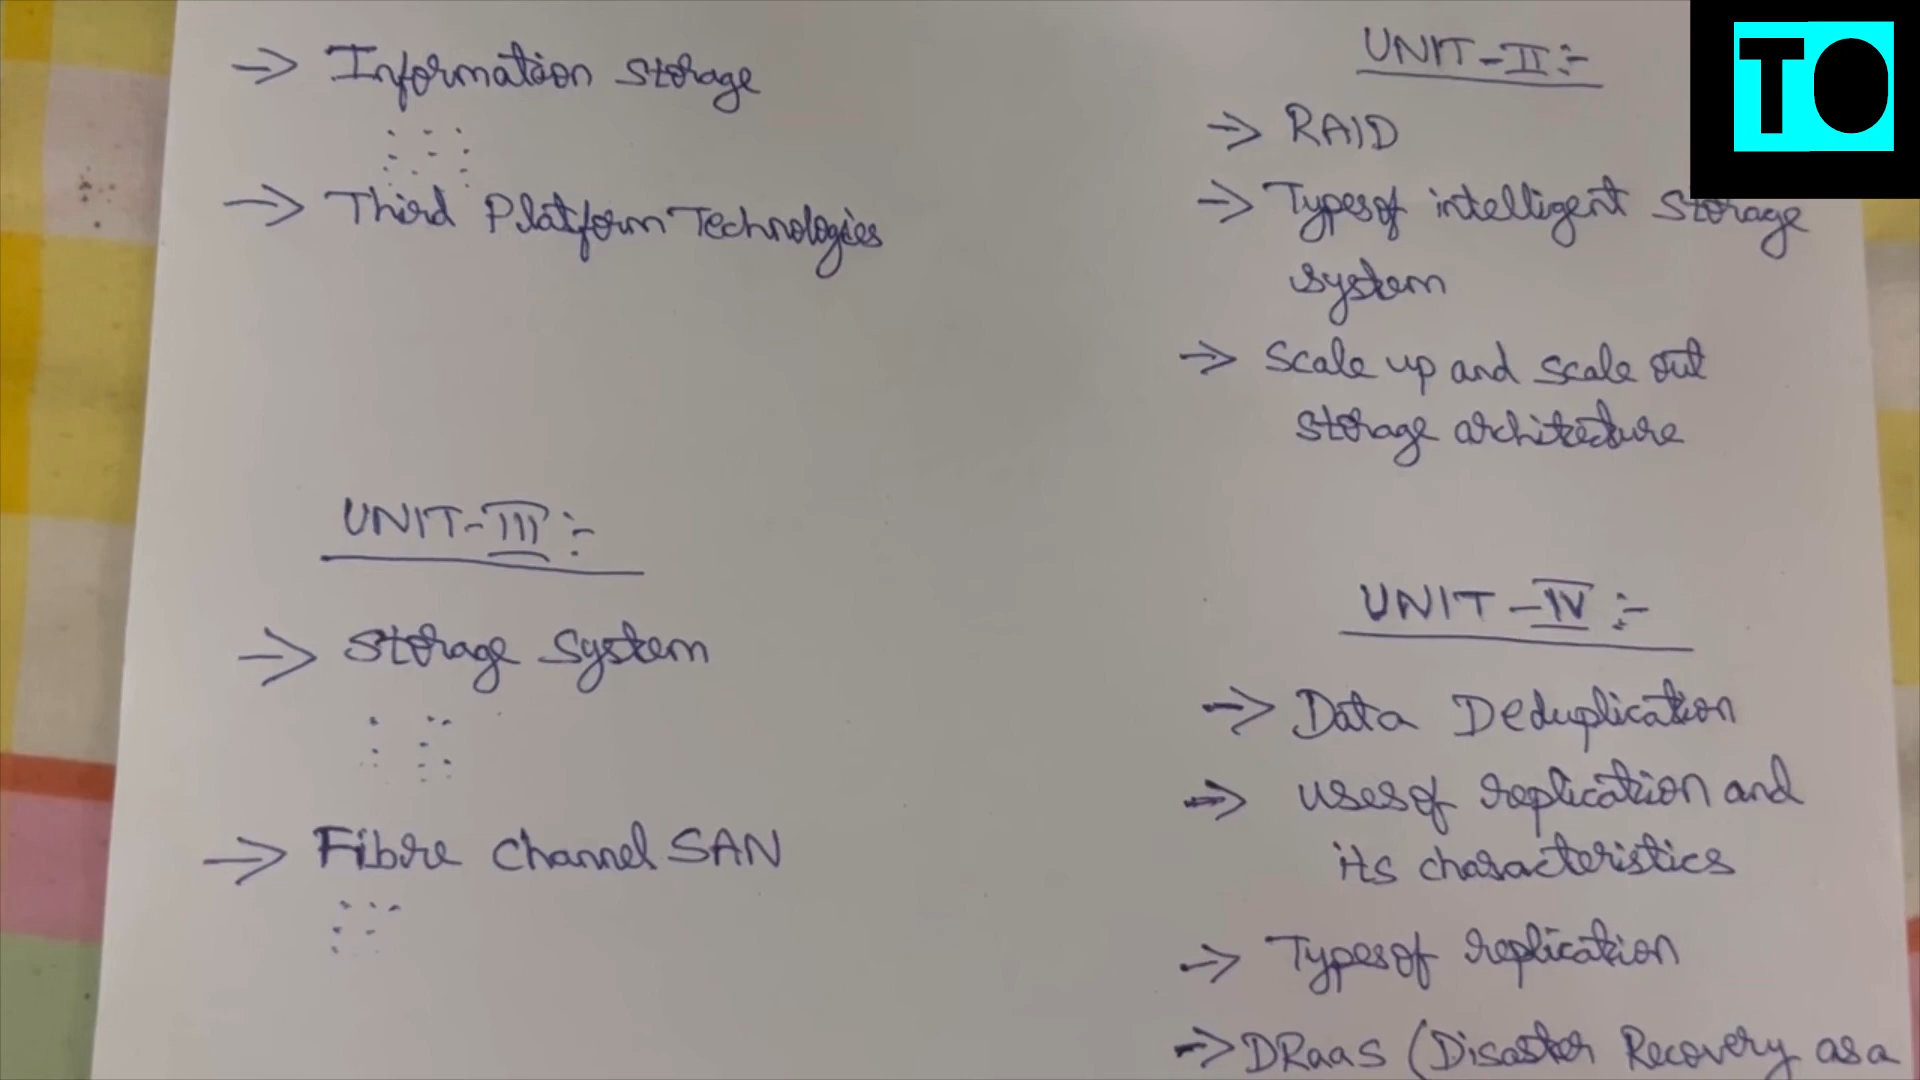 → Information Storage
→ Third Platform Technologies
UNIT-II:-
→ RAID
→ Types of intelligent storage
system
→ Scale up and scale out
storage architecture
UNIT-III:-
→ Storage System
→ Fibre Channel SAN
UNIT-IV:-
→ Data Deduplication
→ uses of replication and
its characteristics
→ Types of replication
→ DRaaS (Disaster Recovery as a
TO